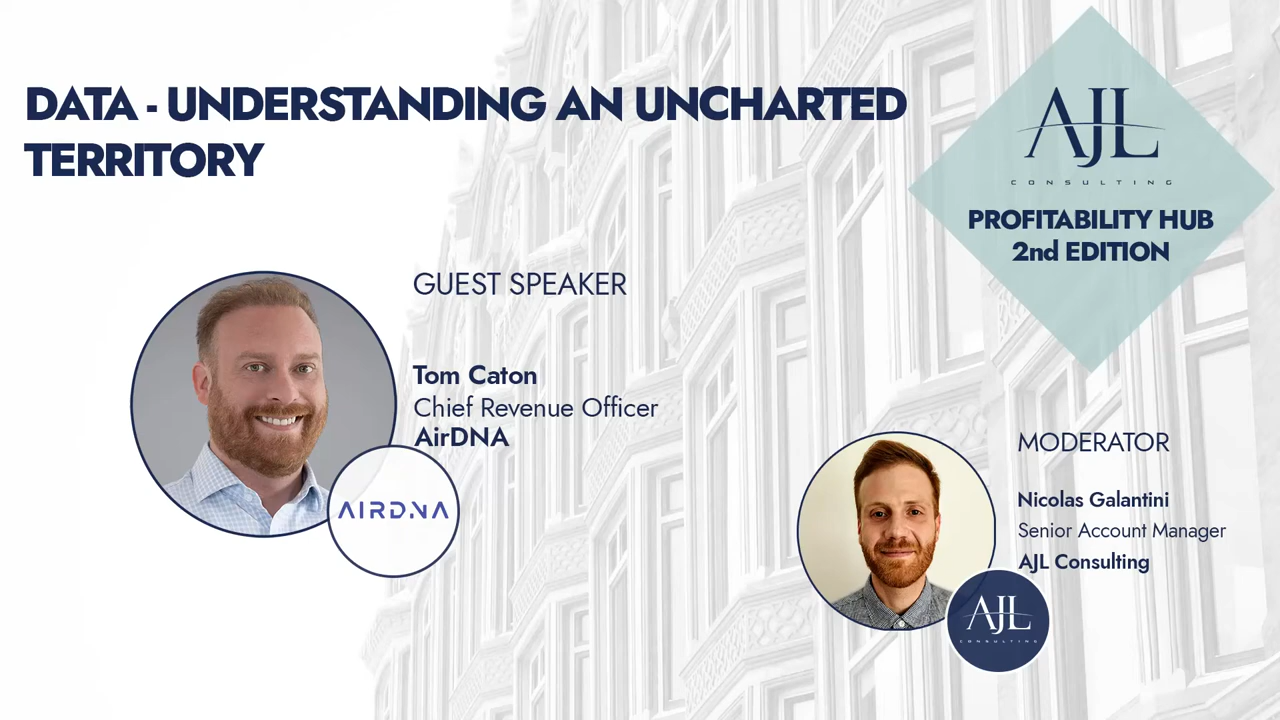 DATA - UNDERSTANDING AN UNCHARTED
TERRITORY
AJL
CONSULTING
PROFITABILITY HUB
2nd EDITION
GUEST SPEAKER
Tom Caton
Chief Revenue Officer
AirDNA
AIRDNA
MODERATOR
Nicolas Galantini
Senior Account Manager
AJL Consulting
AJL
CONSULTING